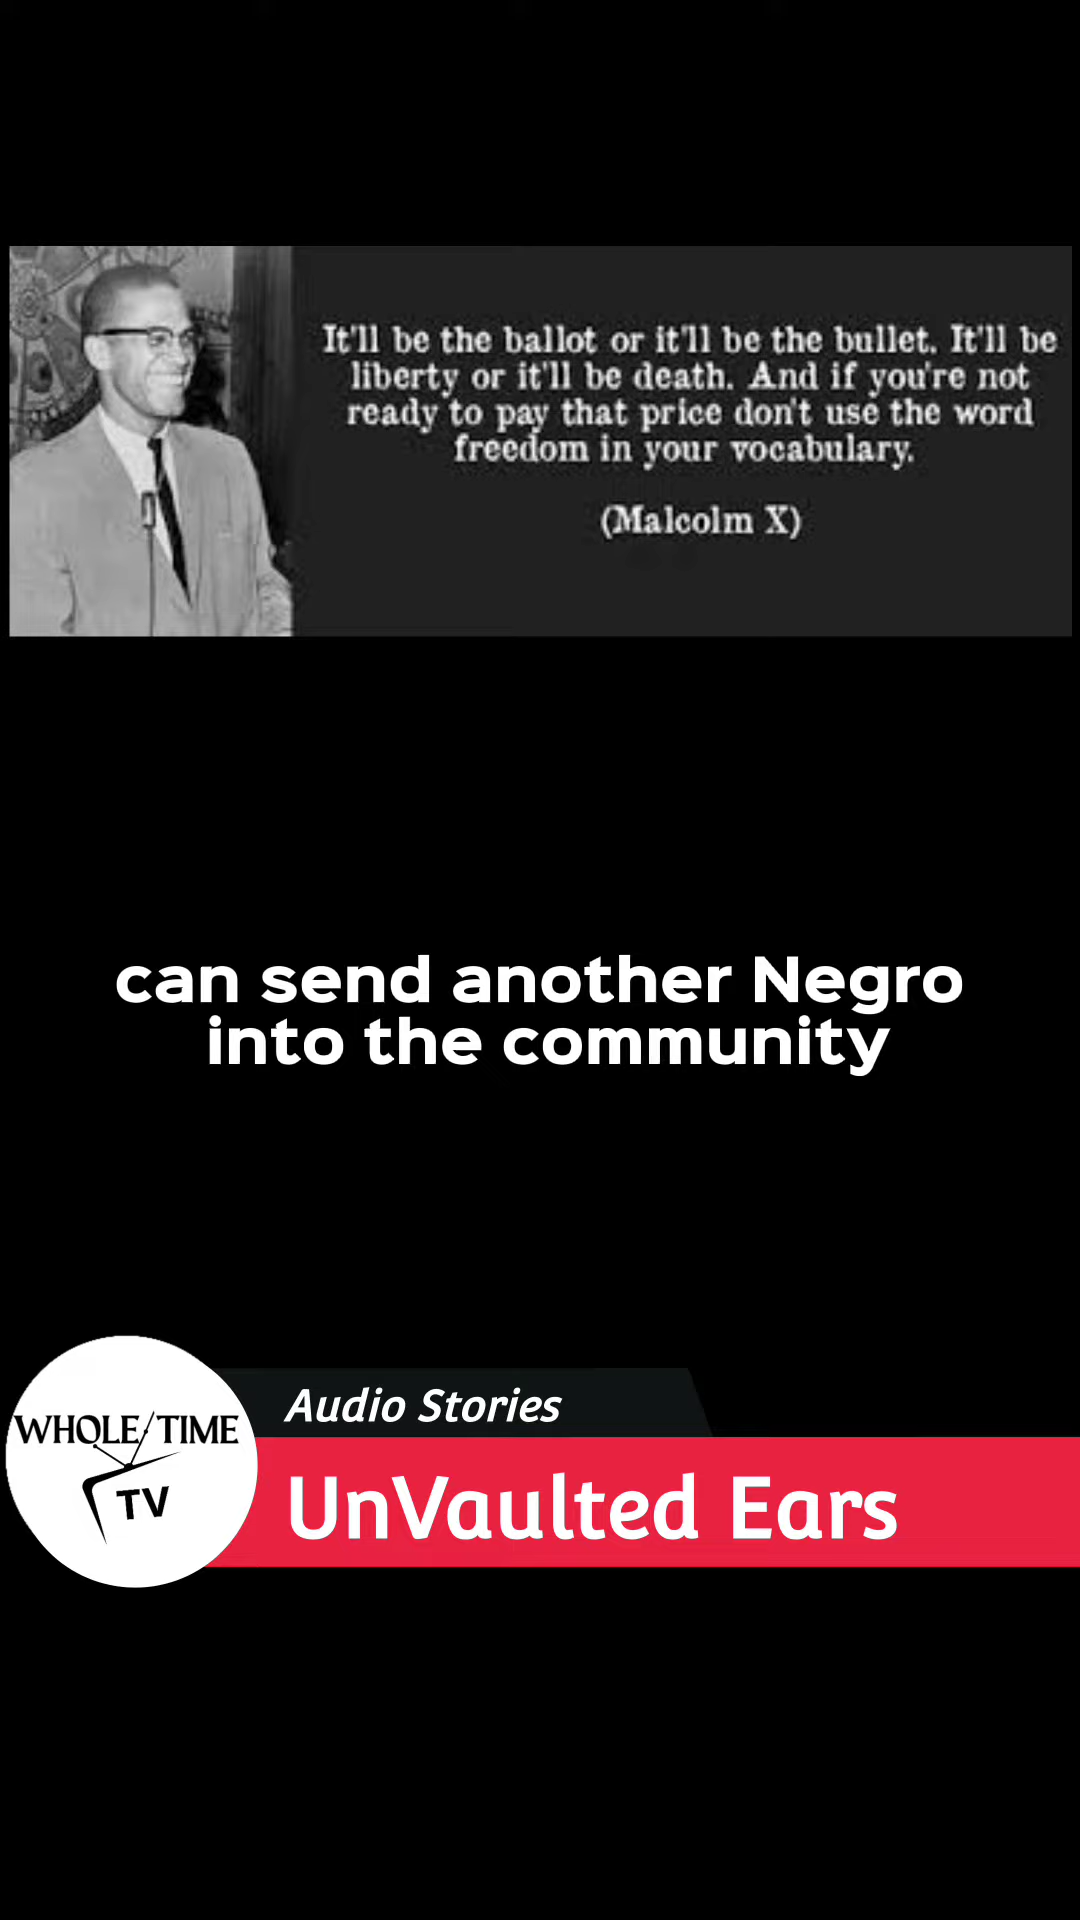 It'll be the ballot or it'll be the bullet. It'll be
liberty or it'll be death. And if you're not
ready to pay that price don't use the word
freedom in your vocabulary.
(Malcolm X)
can send another Negro
into the community
Audio Stories
WHOLE/TIME
TV
UnVaulted Ears